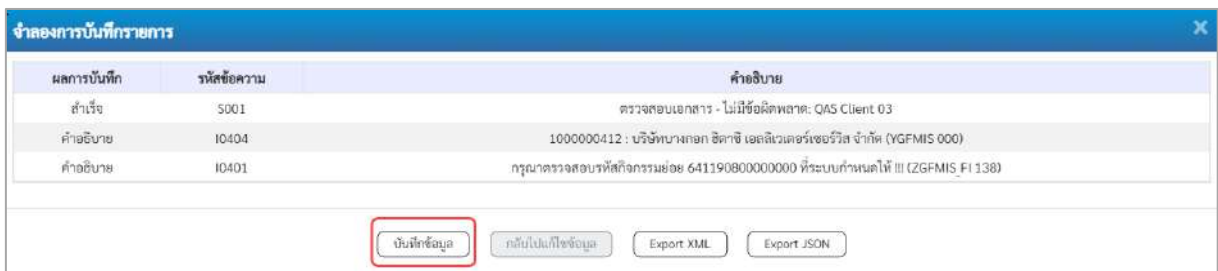 จำลองการบันทึกรายการ
ผลการบันทึก รหัสข้อความ คำอธิบาย
สำเร็จ S001 ตรวจสอบเอกสาร - ไม่มีข้อผิดพลาด: QAS Client 03
คำอธิบาย I0404 1000000412 : บริษัทบางกอก ฮิตาชิ เอลลิเวเตอร์เซอร์วิส จำกัด (YGFMIS 000)
คำอธิบาย I0401 กรุณาตรวจสอบรหัสกิจกรรมย่อย 641190800000000 ที่ระบบกำหนดให้ !!! (ZGFMIS_FI 138)
บันทึกข้อมูล กลับไปแก้ไขข้อมูล Export XML Export JSON